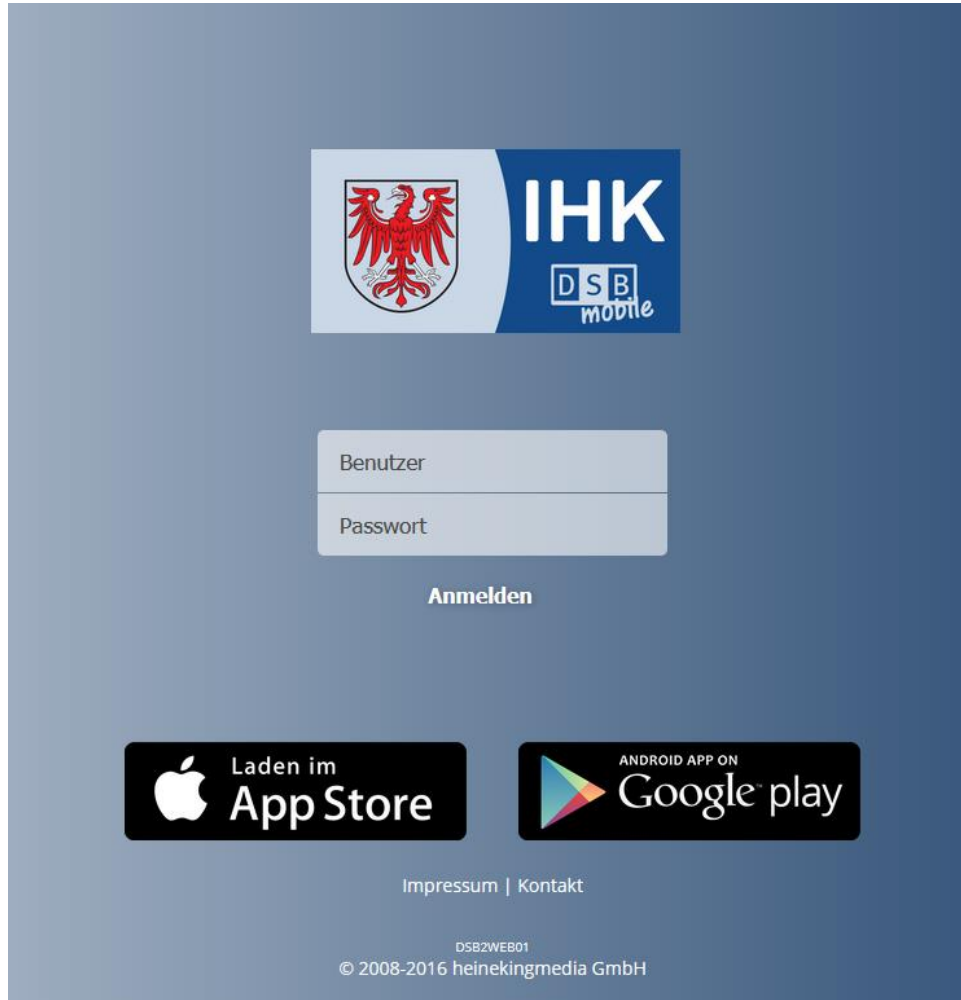 IHK
DSB
mobile
Benutzer
Passwort
Anmelden
Laden im
App Store
ANDROID APP ON
Google™ play
Impressum | Kontakt
DSB2WEB01
© 2008-2016 heinekingmedia GmbH